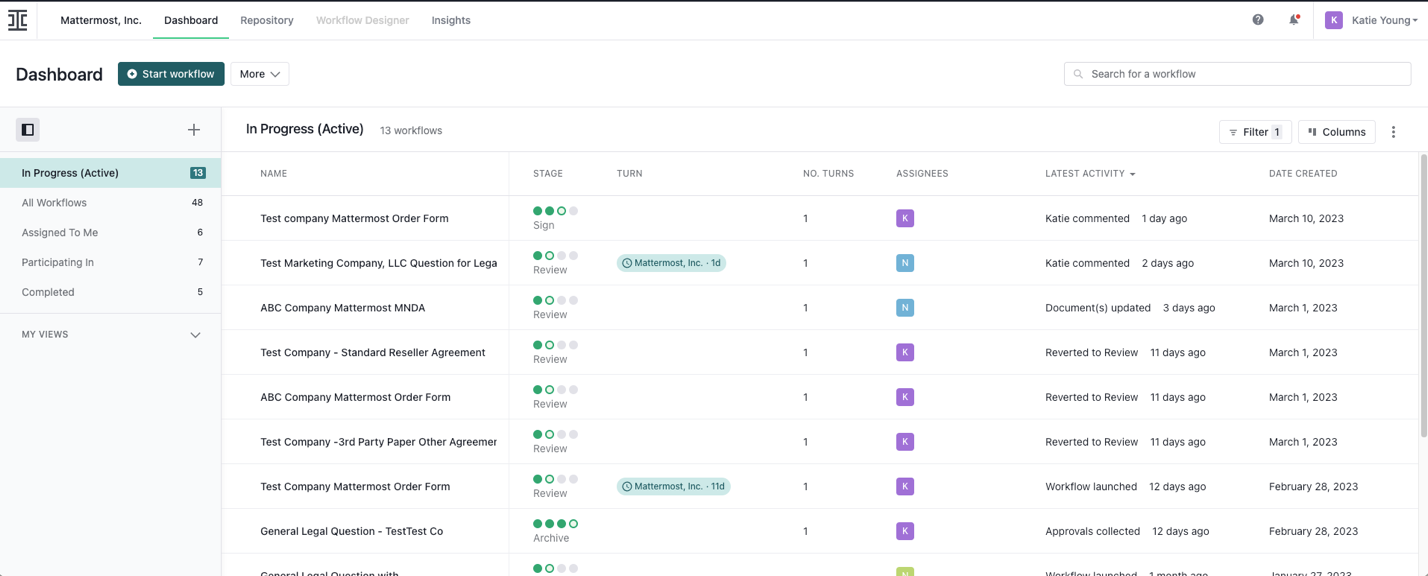 Mattermost, Inc. Dashboard Repository Workflow Designer Insights K Katie Young
Dashboard Start workflow More Search for a workflow
In Progress (Active) 13 workflows Filter 1 Columns
In Progress (Active) 13
All Workflows 48
Assigned To Me 6
Participating In 7
Completed 5
MY VIEWS
NAME STAGE TURN NO. TURNS ASSIGNEES LATEST ACTIVITY DATE CREATED
Test company Mattermost Order Form Sign 1 K Katie commented 1 day ago March 10, 2023
Test Marketing Company, LLC Question for Lega Review Mattermost, Inc. · 1d 1 N Katie commented 2 days ago March 10, 2023
ABC Company Mattermost MNDA Review 1 N Document(s) updated 3 days ago March 1, 2023
Test Company - Standard Reseller Agreement Review 1 K Reverted to Review 11 days ago March 1, 2023
ABC Company Mattermost Order Form Review 1 K Reverted to Review 11 days ago March 1, 2023
Test Company -3rd Party Paper Other Agreemer Review 1 K Reverted to Review 11 days ago March 1, 2023
Test Company Mattermost Order Form Review Mattermost, Inc. · 11d 1 K Workflow launched 12 days ago February 28, 2023
General Legal Question - TestTest Co Archive 1 K Approvals collected 12 days ago February 28, 2023
General Legal Question with N Workflow launched 1 month ago January 27, 2023